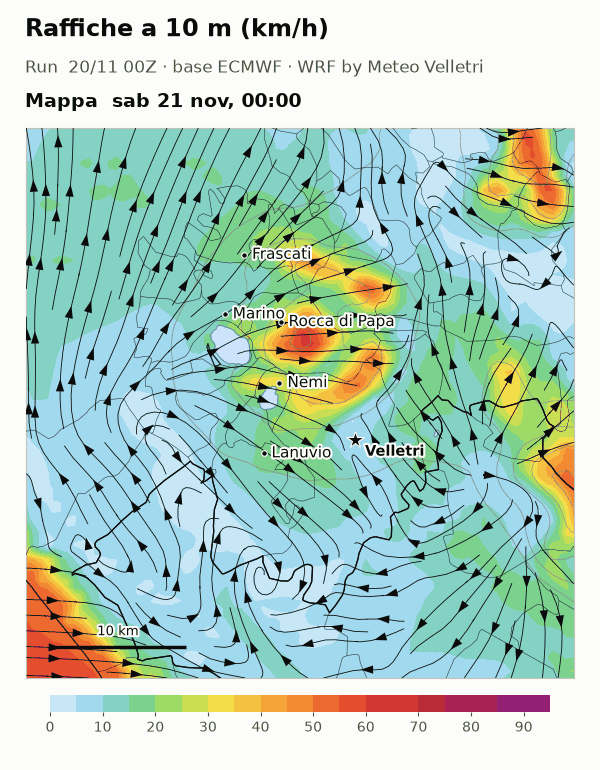 Raffiche a 10 m (km/h)
Run  20/11 00Z · base ECMWF · WRF by Meteo Velletri
Mappa  sab 21 nov, 00:00
Frascati
Marino
Rocca di Papa
Nemi
Velletri
Lanuvio
10 km
0 10 20 30 40 50 60 70 80 90